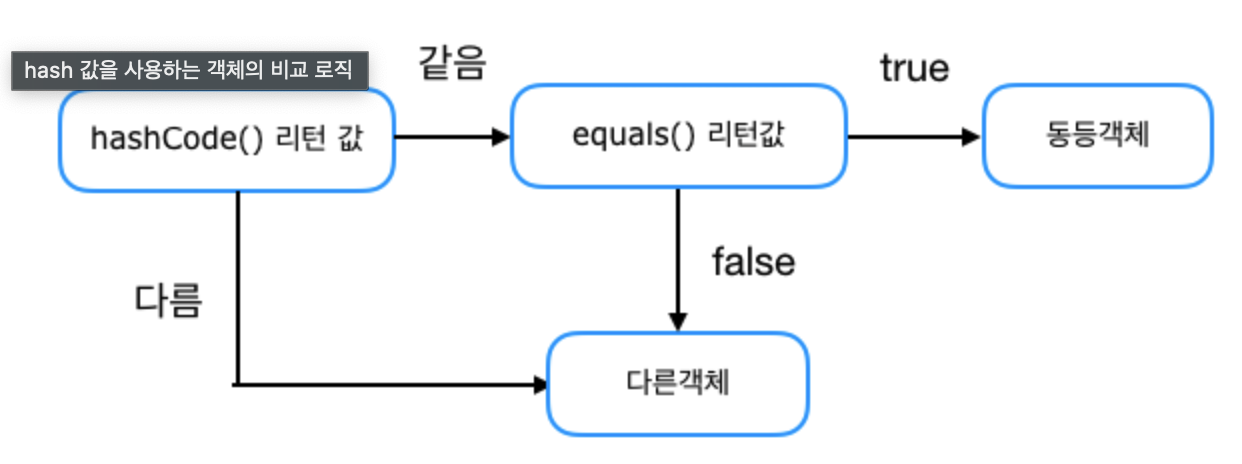 hash 값을 사용하는 객체의 비교 로직
같음
true
hashCode() 리턴 값
equals() 리턴값
동등객체
다름
false
다른객체